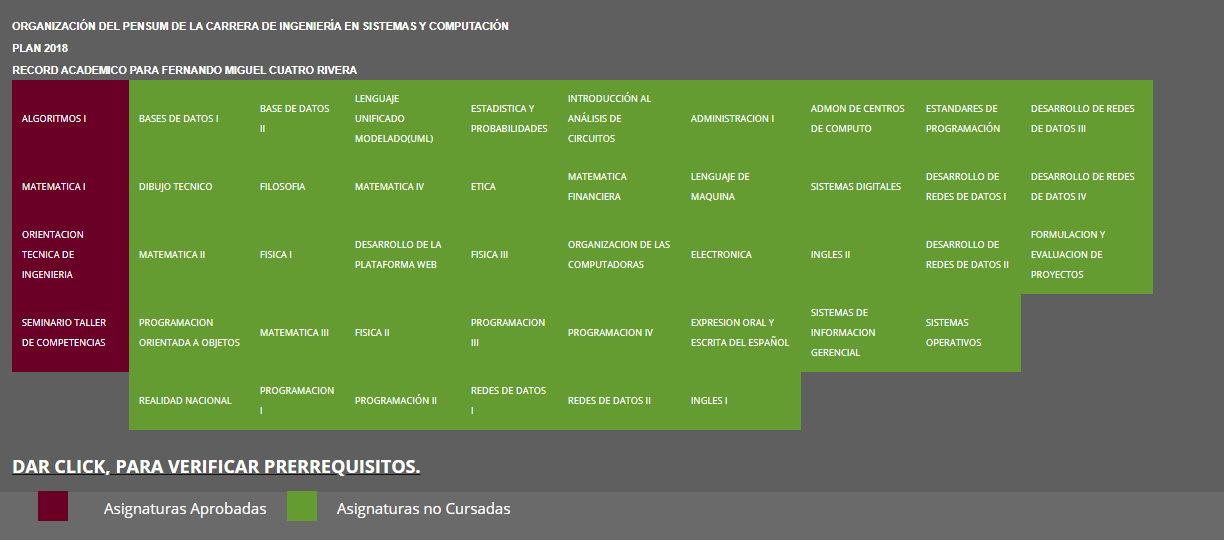 ORGANIZACIÓN DEL PENSUM DE LA CARRERA DE INGENIERÍA EN SISTEMAS Y COMPUTACIÓN
PLAN 2018
RECORD ACADEMICO PARA FERNANDO MIGUEL CUATRO RIVERA
ALGORITMOS I
BASES DE DATOS I
BASE DE DATOS
II
LENGUAJE
UNIFICADO
MODELADO(UML)
ESTADISTICA Y
PROBABILIDADES
INTRODUCCIÓN AL
ANÁLISIS DE
CIRCUITOS
ADMINISTRACION I
ADMON DE CENTROS
DE COMPUTO
ESTANDARES DE
PROGRAMACIÓN
DESARROLLO DE REDES
DE DATOS III
MATEMATICA I
DIBUJO TECNICO
FILOSOFIA
MATEMATICA IV
ETICA
MATEMATICA
FINANCIERA
LENGUAJE DE
MAQUINA
SISTEMAS DIGITALES
DESARROLLO DE
REDES DE DATOS I
DESARROLLO DE REDES
DE DATOS IV
ORIENTACION
TECNICA DE
INGENIERIA
MATEMATICA II
FISICA I
DESARROLLO DE LA
PLATAFORMA WEB
FISICA III
ORGANIZACION DE LAS
COMPUTADORAS
ELECTRONICA
INGLES II
DESARROLLO DE
REDES DE DATOS II
FORMULACION Y
EVALUACION DE
PROYECTOS
SEMINARIO TALLER
DE COMPETENCIAS
PROGRAMACION
ORIENTADA A OBJETOS
MATEMATICA III
FISICA II
PROGRAMACION
III
PROGRAMACION IV
EXPRESION ORAL Y
ESCRITA DEL ESPAÑOL
SISTEMAS DE
INFORMACION
GERENCIAL
SISTEMAS
OPERATIVOS
REALIDAD NACIONAL
PROGRAMACION
I
PROGRAMACIÓN II
REDES DE DATOS
I
REDES DE DATOS II
INGLES I
DAR CLICK, PARA VERIFICAR PRERREQUISITOS.
Asignaturas Aprobadas
Asignaturas no Cursadas